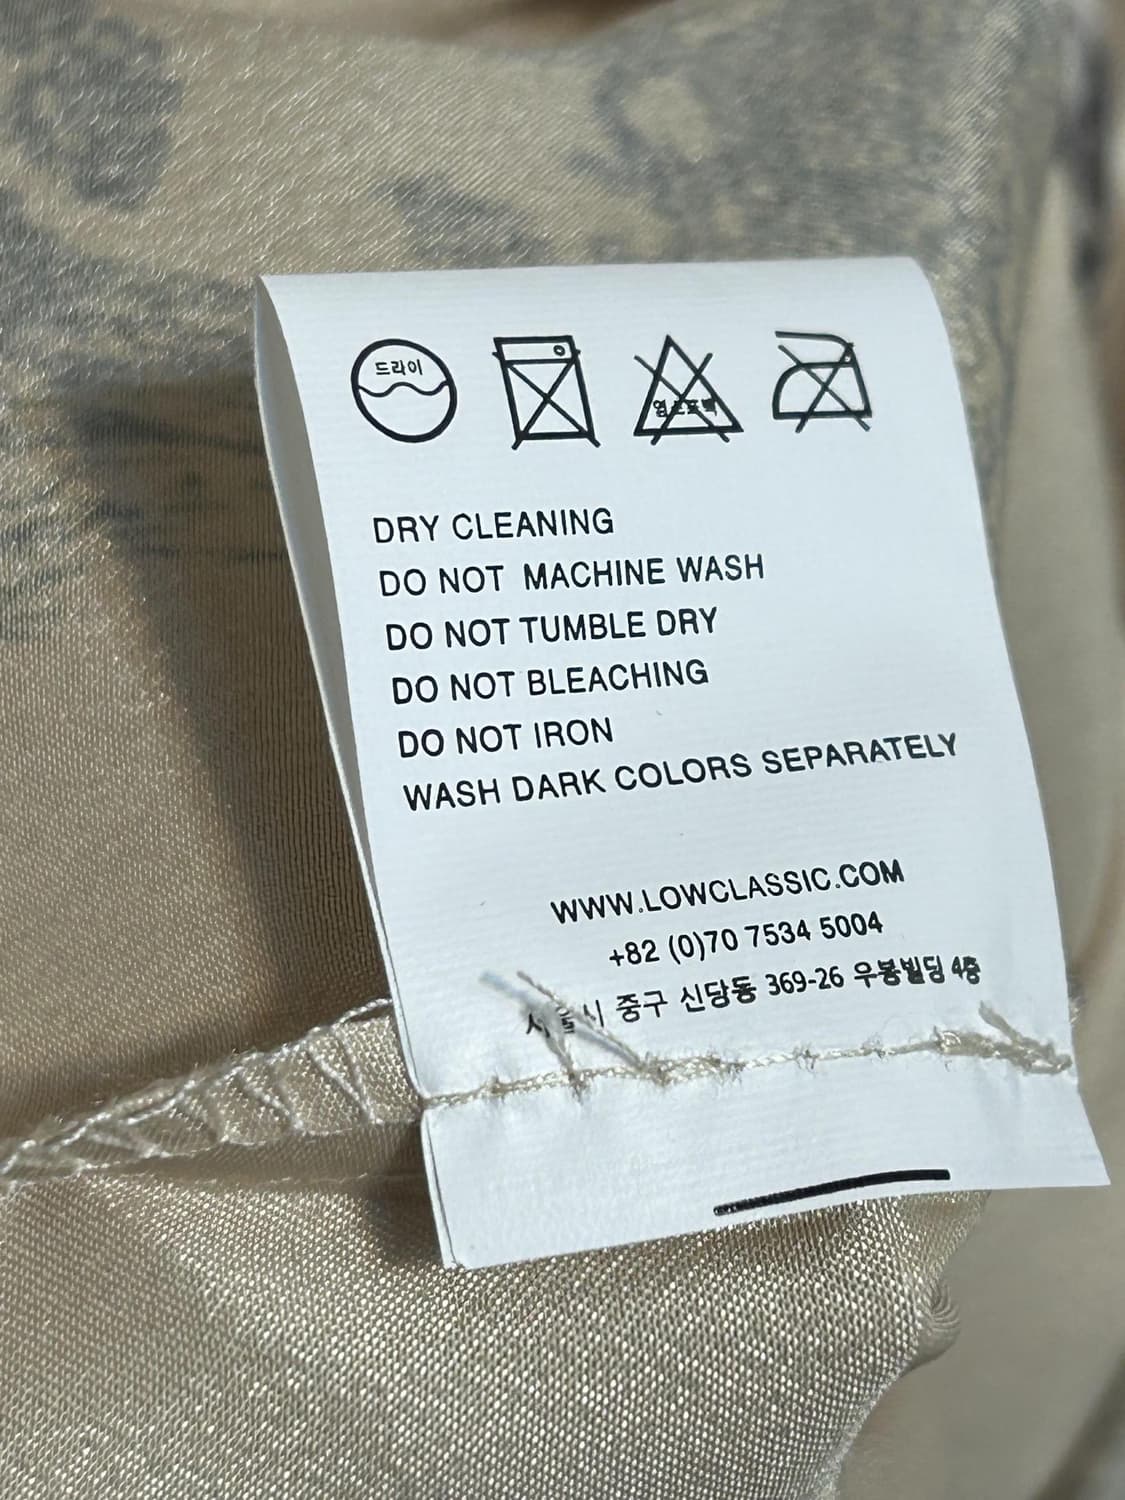 드라이
염소표백
DRY CLEANING
DO NOT MACHINE WASH
DO NOT TUMBLE DRY
DO NOT BLEACHING
DO NOT IRON
WASH DARK COLORS SEPARATELY
WWW.LOWCLASSIC.COM
+82 (0)70 7534 5004
시 중구 신당동 369-26 우봉빌딩 4층